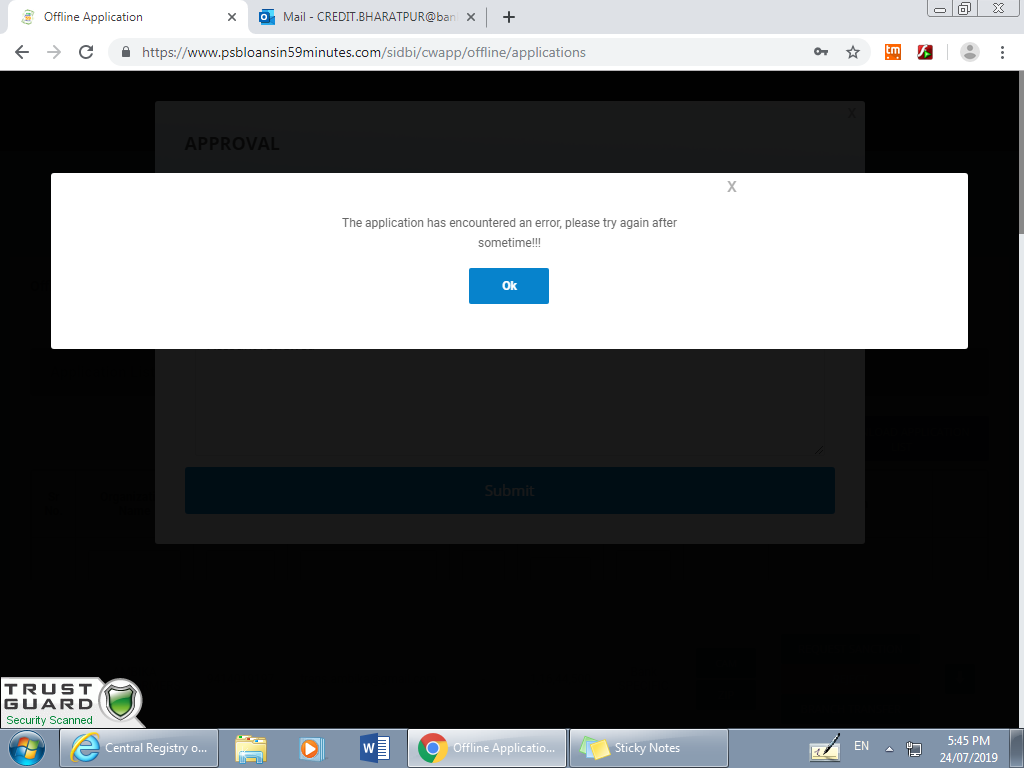 Offline Application
Mail - CREDIT.BHARATPUR@ban
https://www.psbloansin59minutes.com/sidbi/cwapp/offline/applications
tm
X
APPROVAL
X
The application has encountered an error, please try again after
sometime!!!
Ok
Submit
TRUST
GUARD
Security Scanned
Central Registry o...
W
Offline Applicatio...
Sticky Notes
EN
5:45 PM
24/07/2019